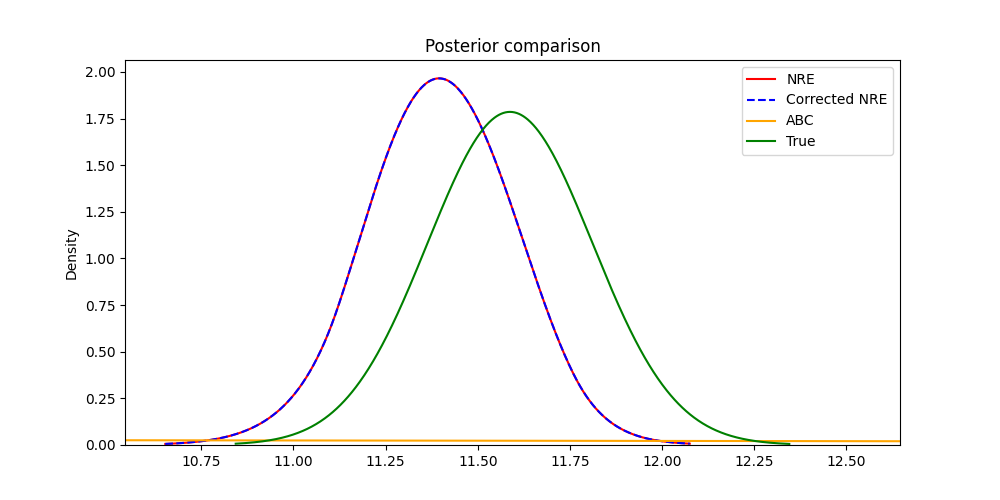 Posterior comparison
NRE
Corrected NRE
ABC
True
Density
2.00
1.75
1.50
1.25
1.00
0.75
0.50
0.25
0.00
10.75 11.00 11.25 11.50 11.75 12.00 12.25 12.50